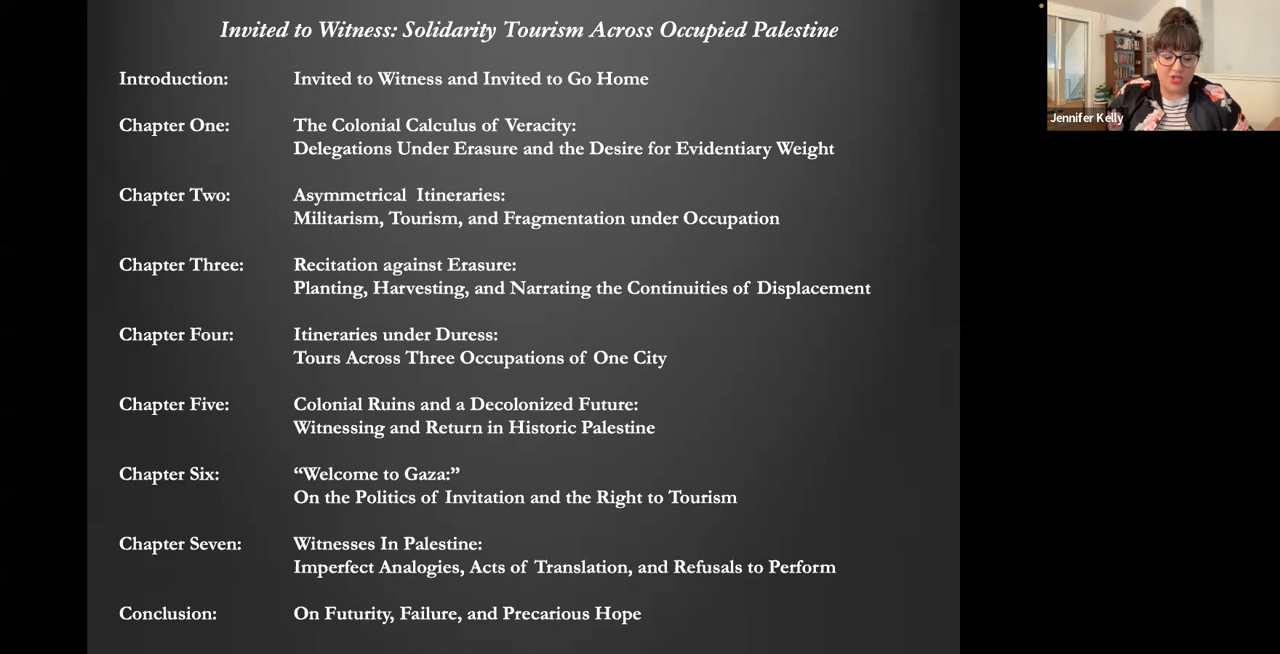 Invited to Witness: Solidarity Tourism Across Occupied Palestine
Introduction: Invited to Witness and Invited to Go Home
Chapter One: The Colonial Calculus of Veracity:
Delegations Under Erasure and the Desire for Evidentiary Weight
Chapter Two: Asymmetrical Itineraries:
Militarism, Tourism, and Fragmentation under Occupation
Chapter Three: Recitation against Erasure:
Planting, Harvesting, and Narrating the Continuities of Displacement
Chapter Four: Itineraries under Duress:
Tours Across Three Occupations of One City
Chapter Five: Colonial Ruins and a Decolonized Future:
Witnessing and Return in Historic Palestine
Chapter Six: “Welcome to Gaza:”
On the Politics of Invitation and the Right to Tourism
Chapter Seven: Witnesses In Palestine:
Imperfect Analogies, Acts of Translation, and Refusals to Perform
Conclusion: On Futurity, Failure, and Precarious Hope
Jennifer Kelly